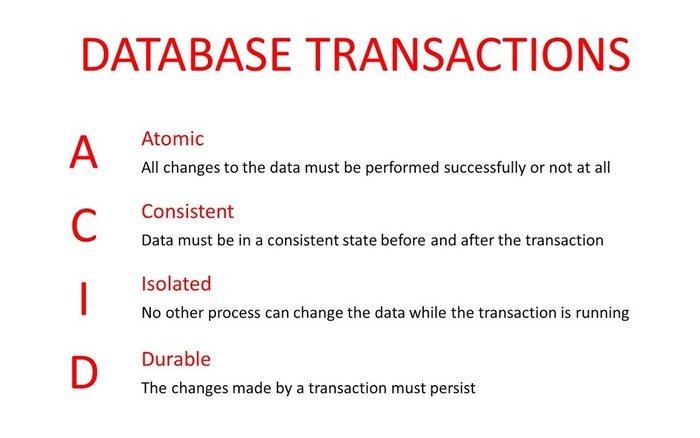 DATABASE TRANSACTIONS
A
Atomic
All changes to the data must be performed successfully or not at all
C
Consistent
Data must be in a consistent state before and after the transaction
I
Isolated
No other process can change the data while the transaction is running
D
Durable
The changes made by a transaction must persist